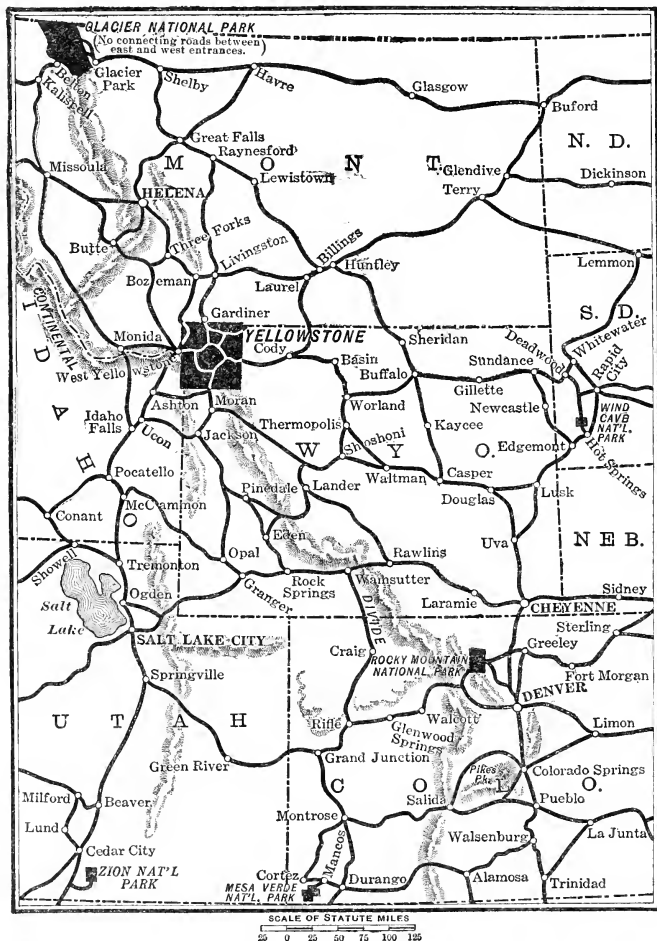 GLACIER NATIONAL PARK
(No connecting roads between
east and west entrances.)
Belton
Glacier
Park
Kalispell
Shelby
Havre
Glasgow
Buford
N. D.
Great Falls
Raynesford
M O N T.
Lewistown
Glendive
Dickinson
Terry
Missoula
HELENA
Butte
Three Forks
Bozeman
Livingston
Laurel
Billings
Huntley
Lemmon
S. D.
CONTINENTAL
Gardiner
YELLOWSTONE
Monida
West Yellowstone
Cody
Basin
Sheridan
Buffalo
Sundance
Deadwood
Whitewater
Rapid
City
Gillette
Newcastle
WIND
CAVE
NAT'L.
PARK
Hot Springs
Edgemont
I D A H O
Ashton
Moran
Idaho
Falls
Ucon
Jackson
Worland
Thermopolis
Kaycee
W Y O.
Shoshoni
Waltman
Casper
Douglas
Lusk
Pocatello
McCammon
Conant
Pinedale
Lander
Eden
Uva
NEB.
Showell
Tremonton
Opal
Granger
Rock
Springs
Wamsutter
Rawlins
Ogden
Salt
Lake
SALT LAKE CITY
DIVIDE
Laramie
CHEYENNE
Sidney
Sterling
Craig
ROCKY MOUNTAIN
NATIONAL PARK
Greeley
Fort Morgan
Springville
DENVER
U T A H
Rifle
Glenwood
Springs
Walcott
Limon
Green River
Grand Junction
C O L O.
Pikes
Pk.
Colorado Springs
Milford
Beaver
Salida
Pueblo
Lund
Montrose
Walsenburg
La Junta
Cedar City
ZION NAT'L
PARK
Cortez
Mancos
MESA VERDE
NAT'L. PARK
Durango
Alamosa
Trinidad
SCALE OF STATUTE MILES
25 0 25 50 75 100 125